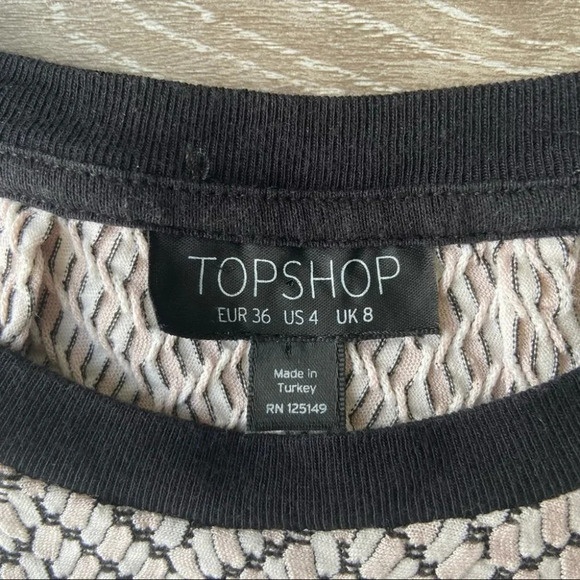 TOPSHOP
EUR 36 US 4 UK 8
Made in
Turkey
RN 125149